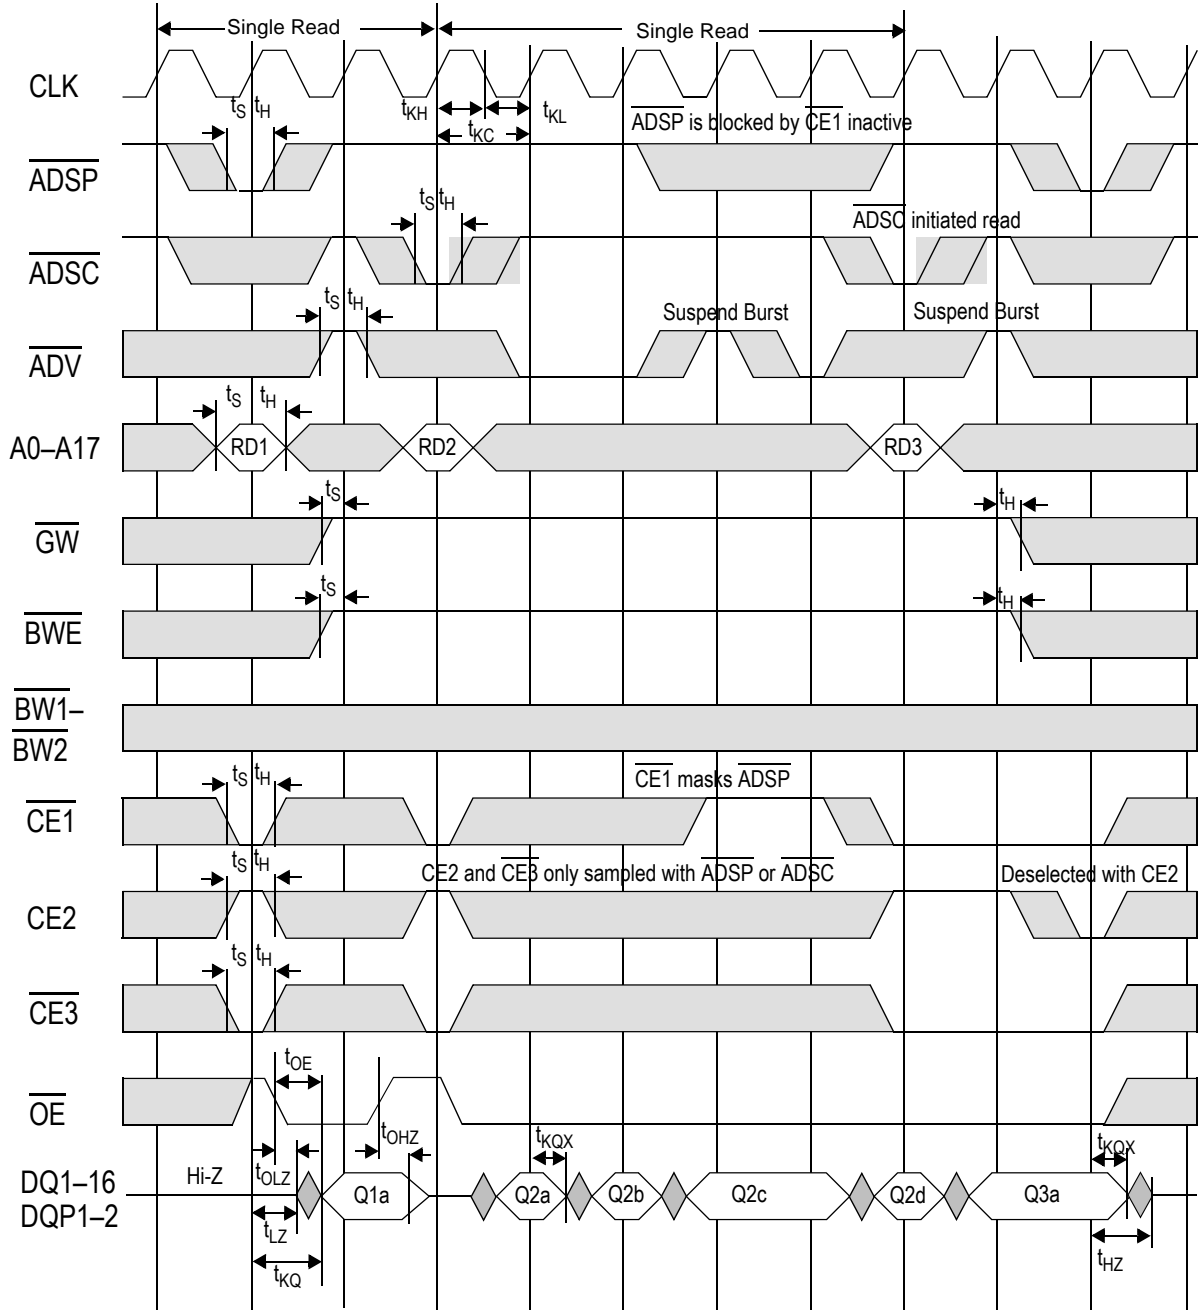 Single Read Single Read
CLK
tS tH tKH tKL
tKC
ADSP is blocked by CE1 inactive
ADSP
tS tH
ADSC initiated read
ADSC
tS tH Suspend Burst Suspend Burst
ADV
tS tH
A0–A17 RD1 RD2 RD3
tS tH
GW
tS tH
BWE
BW1–
BW2
tS tH CE1 masks ADSP
CE1
tS tH CE2 and CE3 only sampled with ADSP or ADSC Deselected with CE2
CE2
tS tH
CE3
tOE
OE
tOHZ tKQX tKQX
DQ1–16 Hi-Z tOLZ Q1a Q2a Q2b Q2c Q2d Q3a
DQP1–2
tLZ tHZ
tKQ